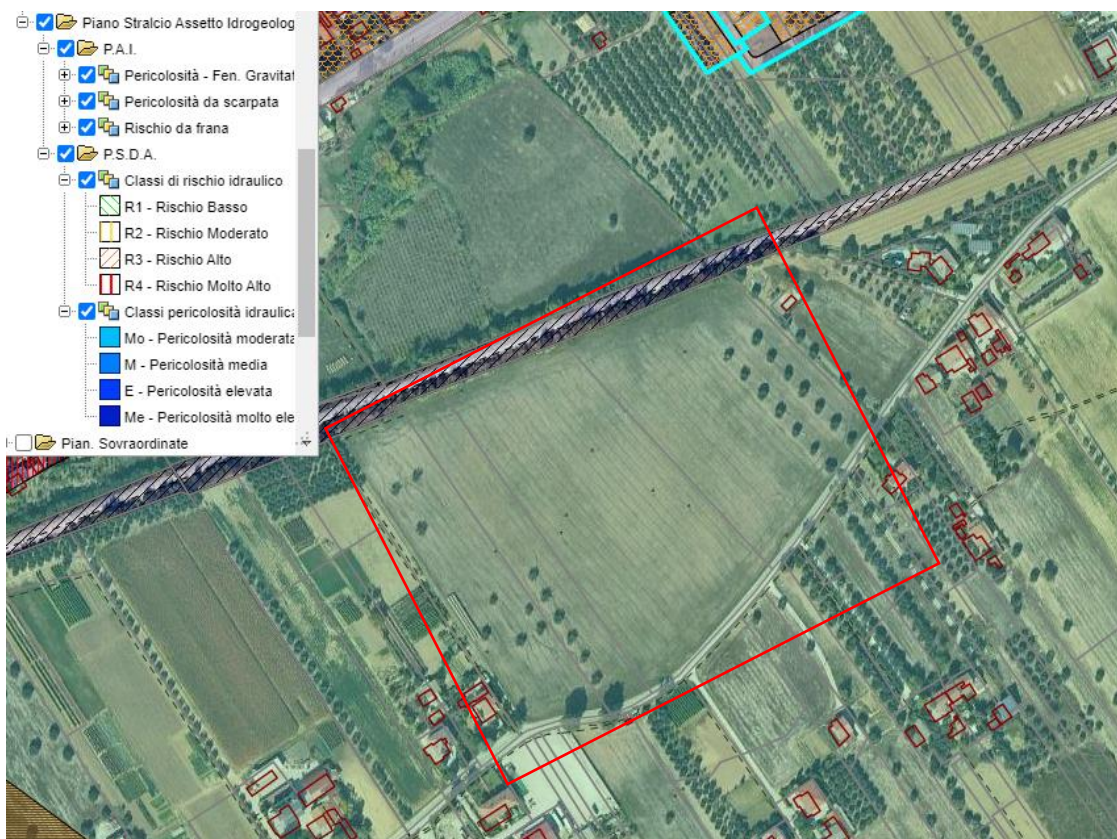 Piano Stralcio Assetto Idrogeolog
P.A.I.
Pericolosità - Fen. Gravitat
Pericolosità da scarpata
Rischio da frana
P.S.D.A.
Classi di rischio idraulico
R1 - Rischio Basso
R2 - Rischio Moderato
R3 - Rischio Alto
R4 - Rischio Molto Alto
Classi pericolosità idraulica
Mo - Pericolosità moderata
M - Pericolosità media
E - Pericolosità elevata
Me - Pericolosità molto ele
Pian. Sovraordinate